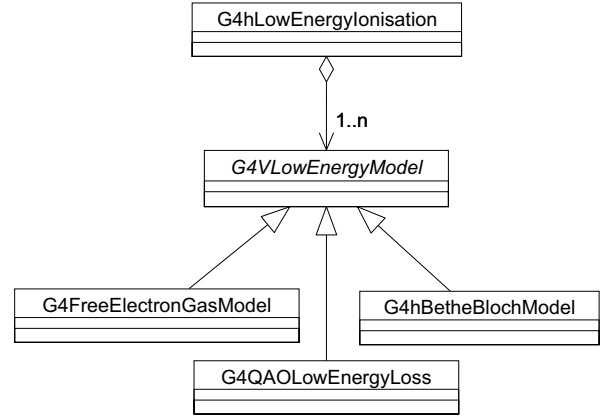 G4hLowEnergyIonisation
1..n
G4VLowEnergyModel
G4FreeElectronGasModel
G4hBetheBlochModel
G4QAOLowEnergyLoss